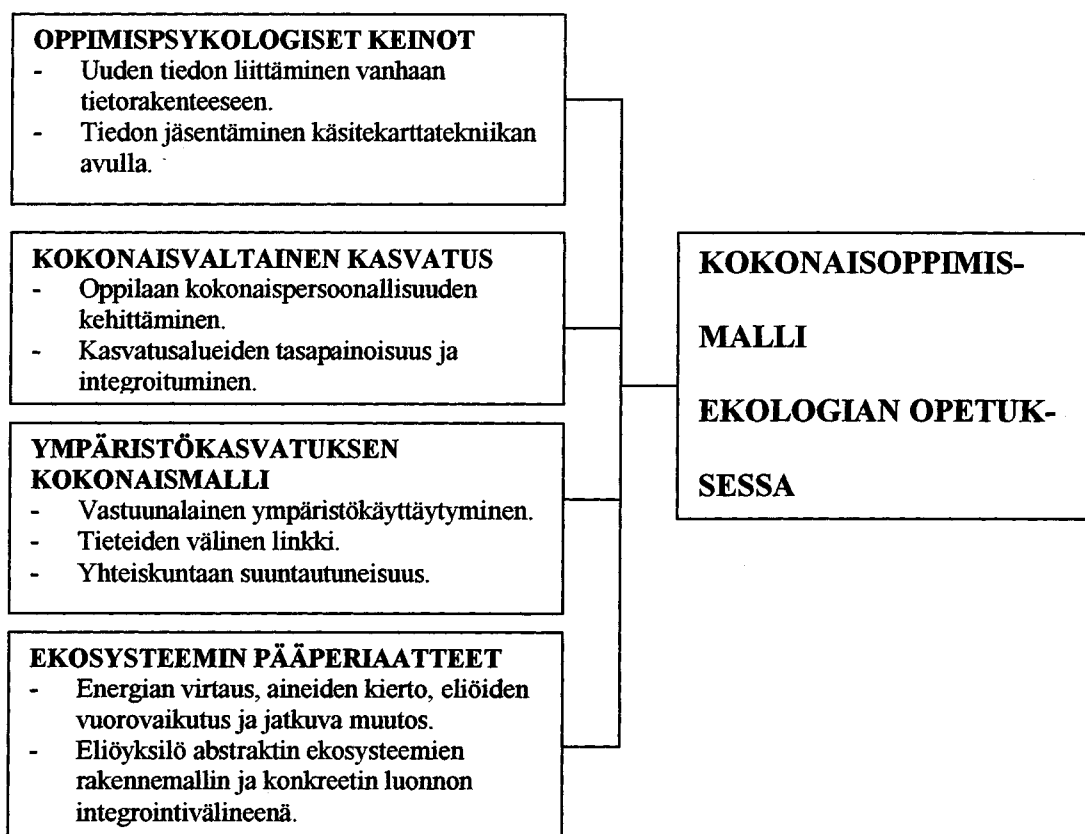 OPPIMISPSYKOLOGISET KEINOT
- Uuden tiedon liittäminen vanhaan
tietorakenteeseen.
- Tiedon jäsentäminen käsitekarttatekniikan
avulla.
KOKONAISVALTAINEN KASVATUS
- Oppilaan kokonaispersoonallisuuden
kehittäminen.
- Kasvatusalueiden tasapainoisuus ja
integroituminen.
YMPÄRISTÖKASVATUKSEN
KOKONAISMALLI
- Vastuunalainen ympäristökäyttäytyminen.
- Tieteiden välinen linkki.
- Yhteiskuntaan suuntautuneisuus.
EKOSYSTEEMIN PÄÄPERIAATTEET
- Energian virtaus, aineiden kierto, eliöiden
vuorovaikutus ja jatkuva muutos.
- Eliöyksilö abstraktin ekosysteemien
rakennemallin ja konkreetin luonnon
integrointivälineenä.
KOKONAISOPPIMIS-
MALLI
EKOLOGIAN OPETUK-
SESSA